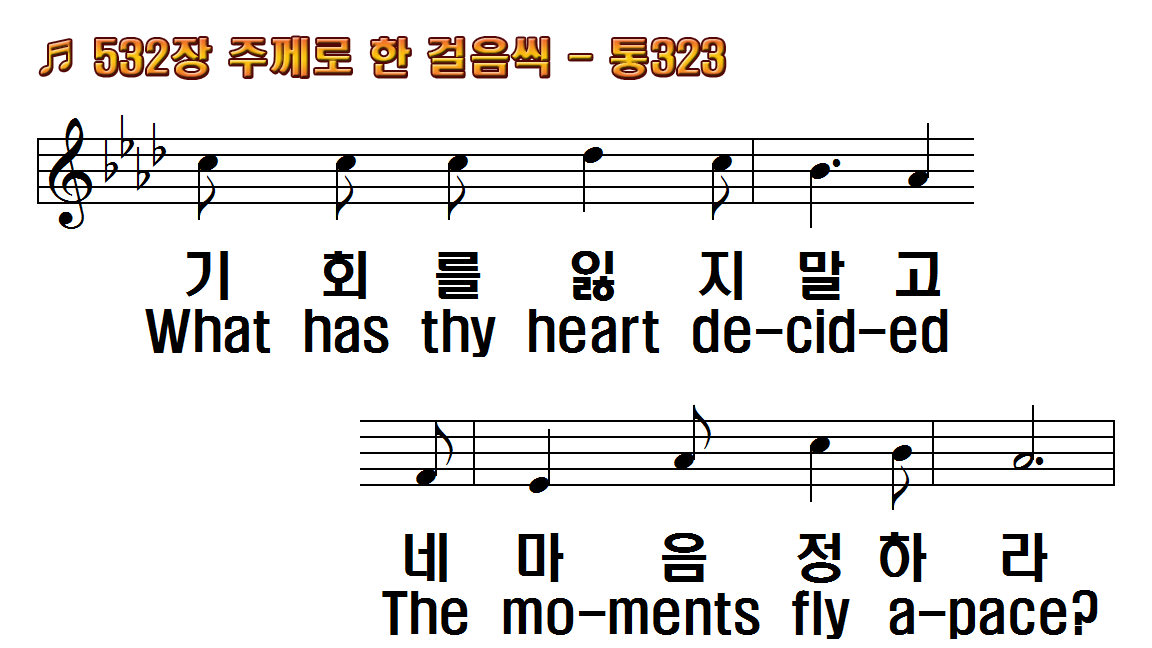 ♬ 532장 주께로 한 걸음씩 - 통323
기 회 를 잃 지 말 고
What has thy heart de-cid-ed
네 마 음 정 하 라
The mo-ments fly a-pace?